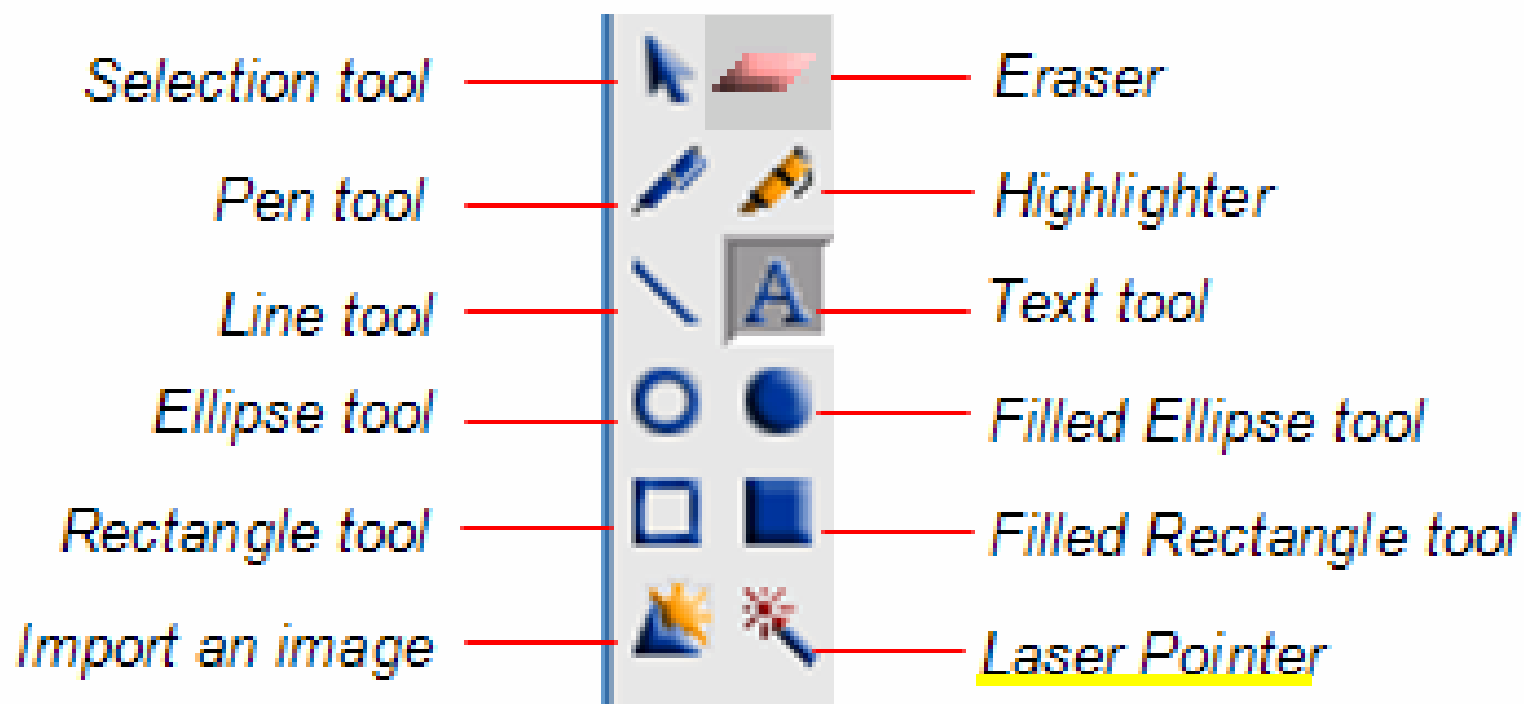 Selection tool
Eraser
Pen tool
Highlighter
Line tool
A
Text tool
Ellipse tool
Filled Ellipse tool
Rectangle tool
Filled Rectangle tool
Import an image
Laser Pointer